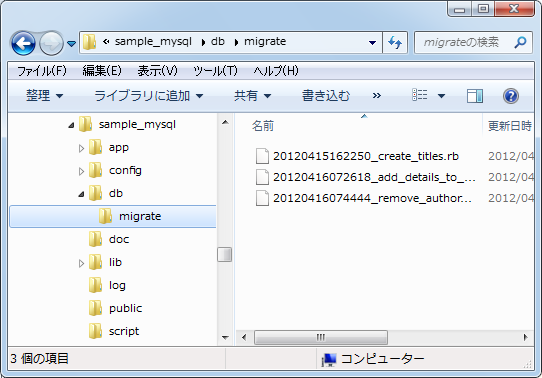 « sample_mysql ▸ db ▸ migrate
migrateの検索
ファイル(F) 編集(E) 表示(V) ツール(T) ヘルプ(H)
整理 ライブラリに追加 共有 書き込む »
名前 更新日時
sample_mysql
app
config
db
migrate
doc
lib
log
public
script
20120415162250_create_titles.rb 2012/04
20120416072618_add_details_to_... 2012/04
20120416074444_remove_author... 2012/04
3 個の項目 コンピューター